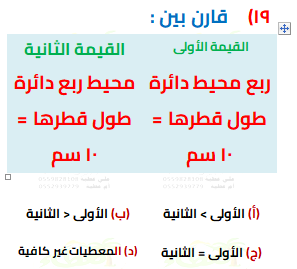 ١٩) قارن بين :
القيمة الأولى
ربع محيط دائرة
طول قطرها =
١٠ سم
القيمة الثانية
محيط ربع دائرة
طول قطرها =
١٠ سم
(أ) الأولى > الثانية
(ب) الأولى < الثانية
(ج) الأولى = الثانية
(د) المعطيات غير كافية